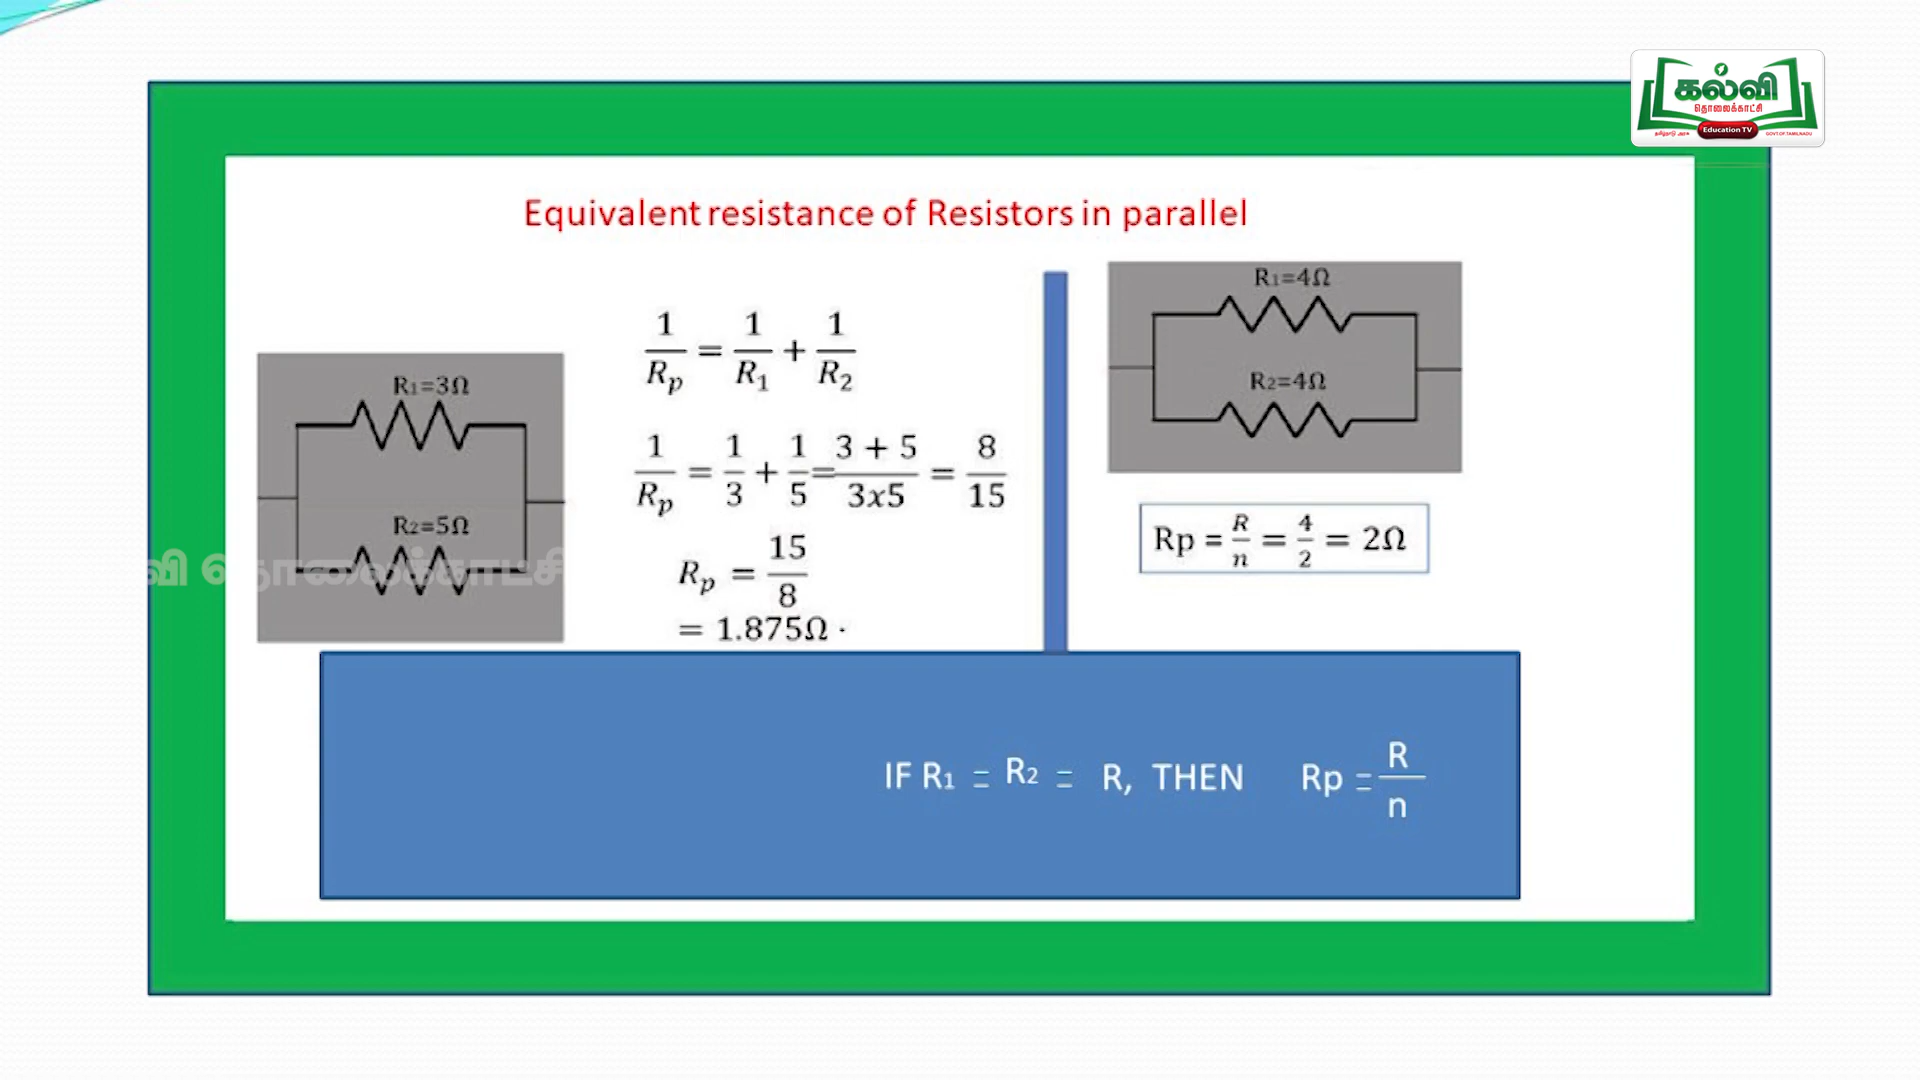 கல்வி
தொலைக்காட்சி
தமிழ்நாடு அரசு Education TV GOVT OF TAMILNADU
Equivalent resistance of Resistors in parallel
R1=3Ω
R2=5Ω
வி தொலைக்காட்சி
1/Rp = 1/R1 + 1/R2
1/Rp = 1/3 + 1/5 = 3 + 5/3x5 = 8/15
Rp = 15/8
= 1.875Ω ·
R1=4Ω
R2=4Ω
Rp = R/n = 4/2 = 2Ω
IF R1 = R2 = R, THEN Rp = R/n